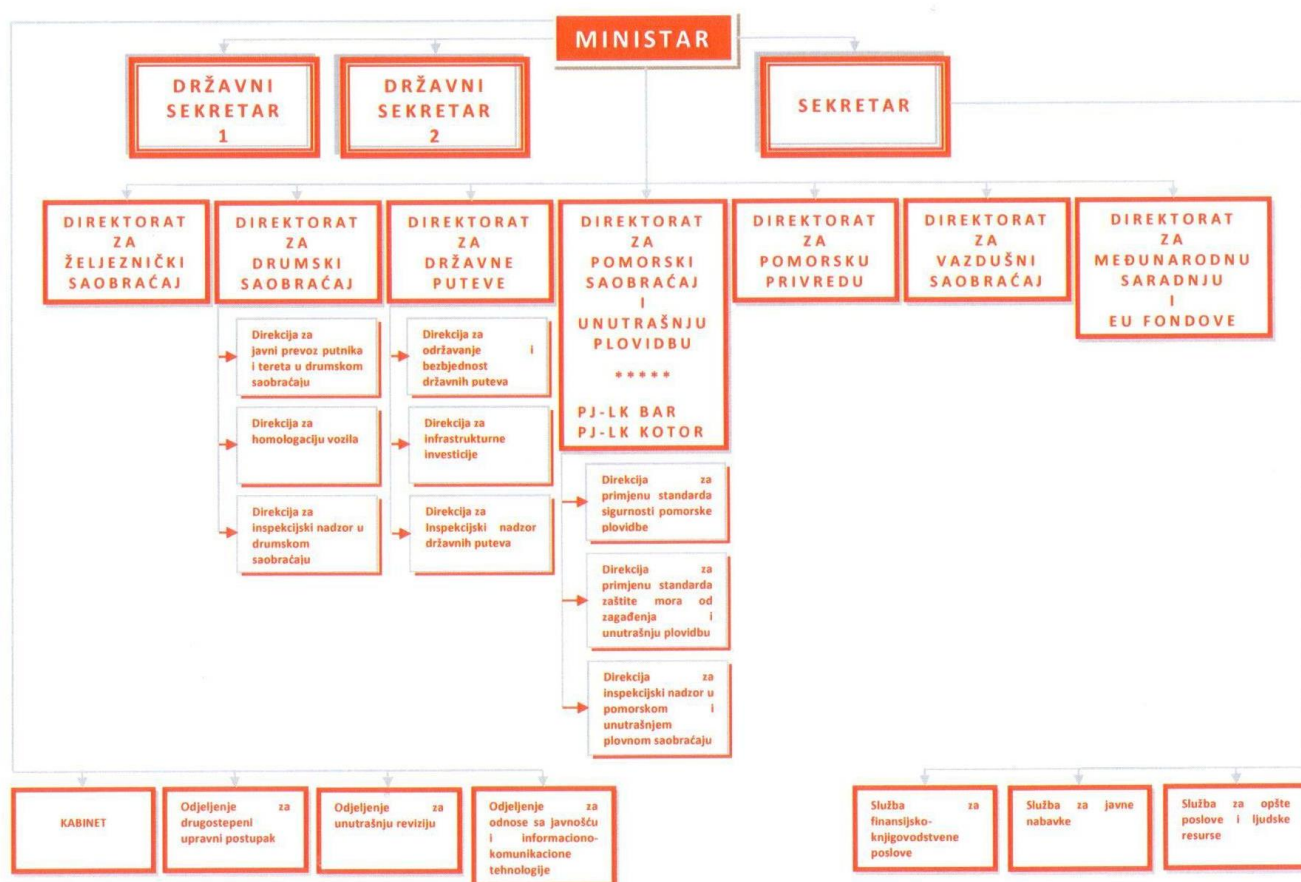 MINISTAR
DRŽAVNI
SEKRETAR
1
DRŽAVNI
SEKRETAR
2
SEKRETAR
DIREKTORAT
ZA
ŽELJEZNIČKI
SAOBRAĆAJ
DIREKTORAT
ZA
DRUMSKI
SAOBRAĆAJ
DIREKTORAT
ZA
DRŽAVNE
PUTEVE
DIREKTORAT
ZA
POMORSKI
SAOBRAĆAJ
I
UNUTRAŠNJU
PLOVIDBU
*****
PJ-LK BAR
PJ-LK KOTOR
DIREKTORAT
ZA
POMORSKU
PRIVREDU
DIREKTORAT
ZA
VAZDUŠNI
SAOBRAĆAJ
DIREKTORAT
ZA
MEĐUNARODNU
SARADNJU
I
EU FONDOVE
Direkcija za
javni prevoz putnika
i tereta u drumskom
saobraćaju
Direkcija za
homologaciju vozila
Direkcija za
inspekcijski nadzor u
drumskom
saobraćaju
Direkcija za
održavanje i
bezbjednost
državnih puteva
Direkcija za
infrastrukturne
investicije
Direkcija za
Inspekcijski nadzor
državnih puteva
Direkcija za
primjenu standarda
sigurnosti pomorske
plovidbe
Direkcija za
primjenu standarda
zaštite mora od
zagađenja i
unutrašnju plovidbu
Direkcija za
inspekcijski nadzor u
pomorskom i
unutrašnjem
plovnom saobraćaju
KABINET
Odjeljenje za
drugostepeni
upravni postupak
Odjeljenje za
unutrašnju reviziju
Odjeljenje za
odnose sa javnošću
i informaciono-
komunikacione
tehnologije
Služba za
finansijsko-
knjigovodstvene
poslove
Služba za javne
nabavke
Služba za opšte
poslove i ljudske
resurse